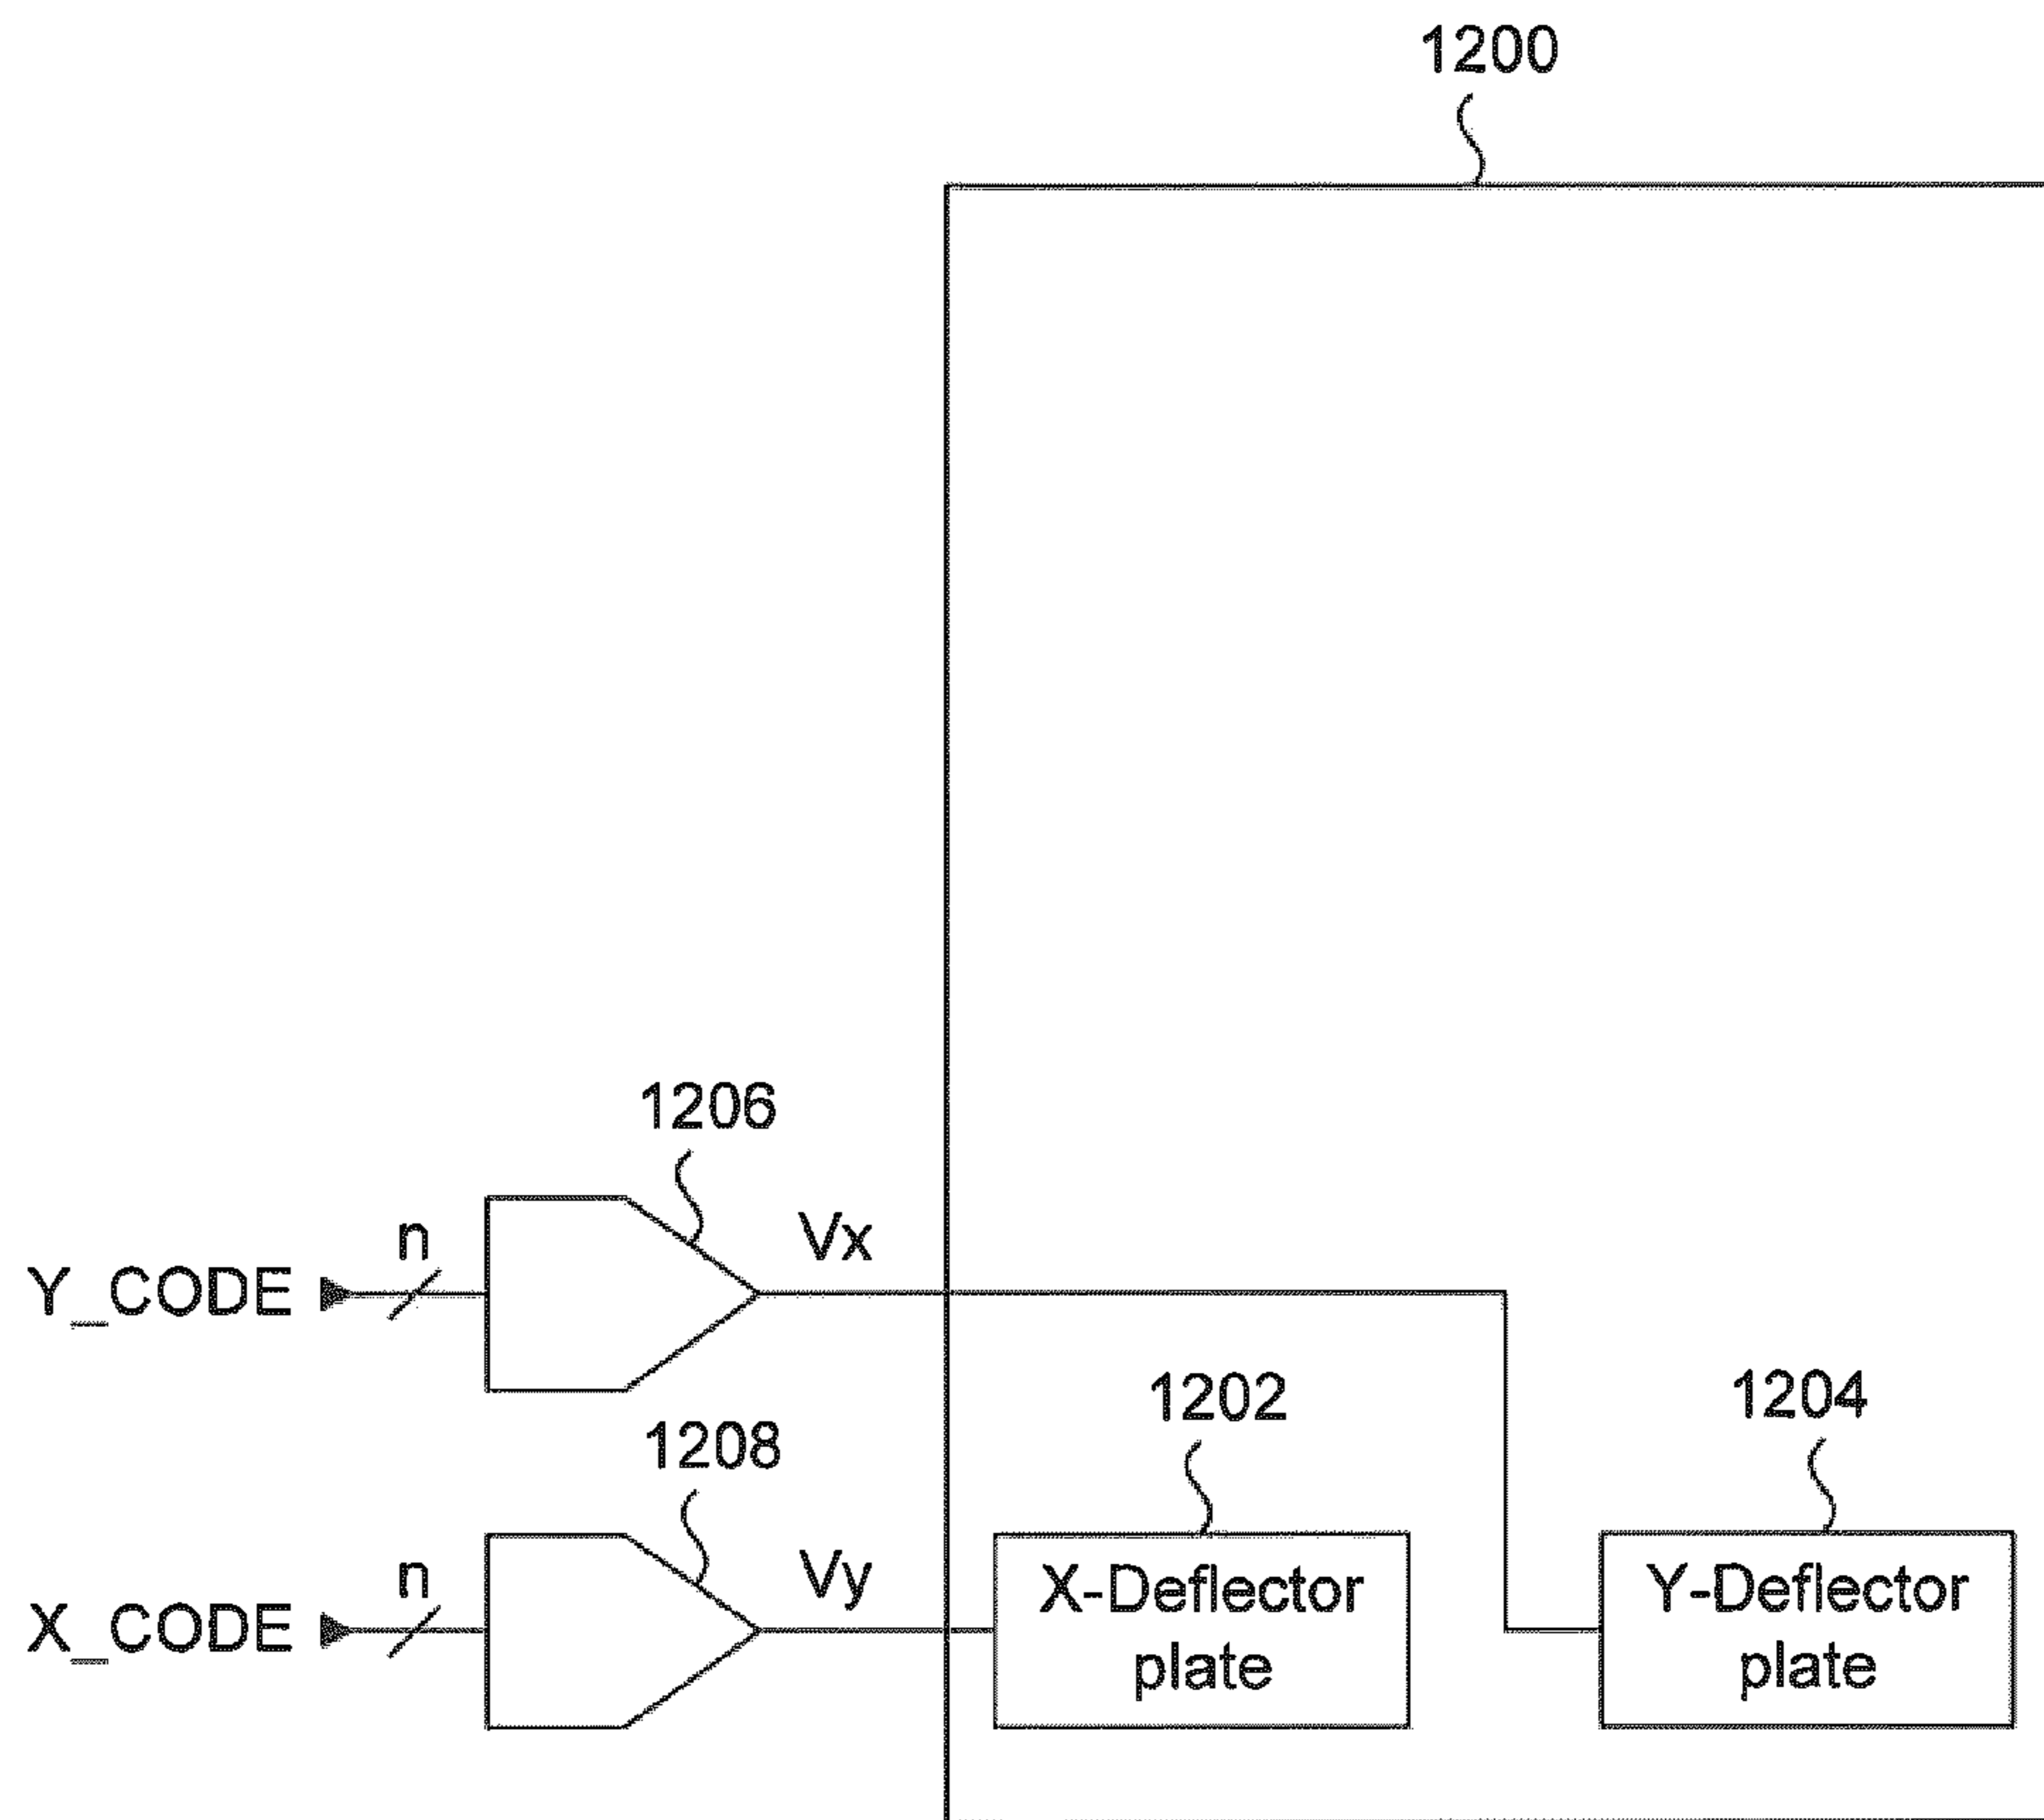 1200
1206
n
Vx
Y_CODE
1202
1204
1208
n
Vy
X-Deflector
plate
Y-Deflector
plate
X_CODE